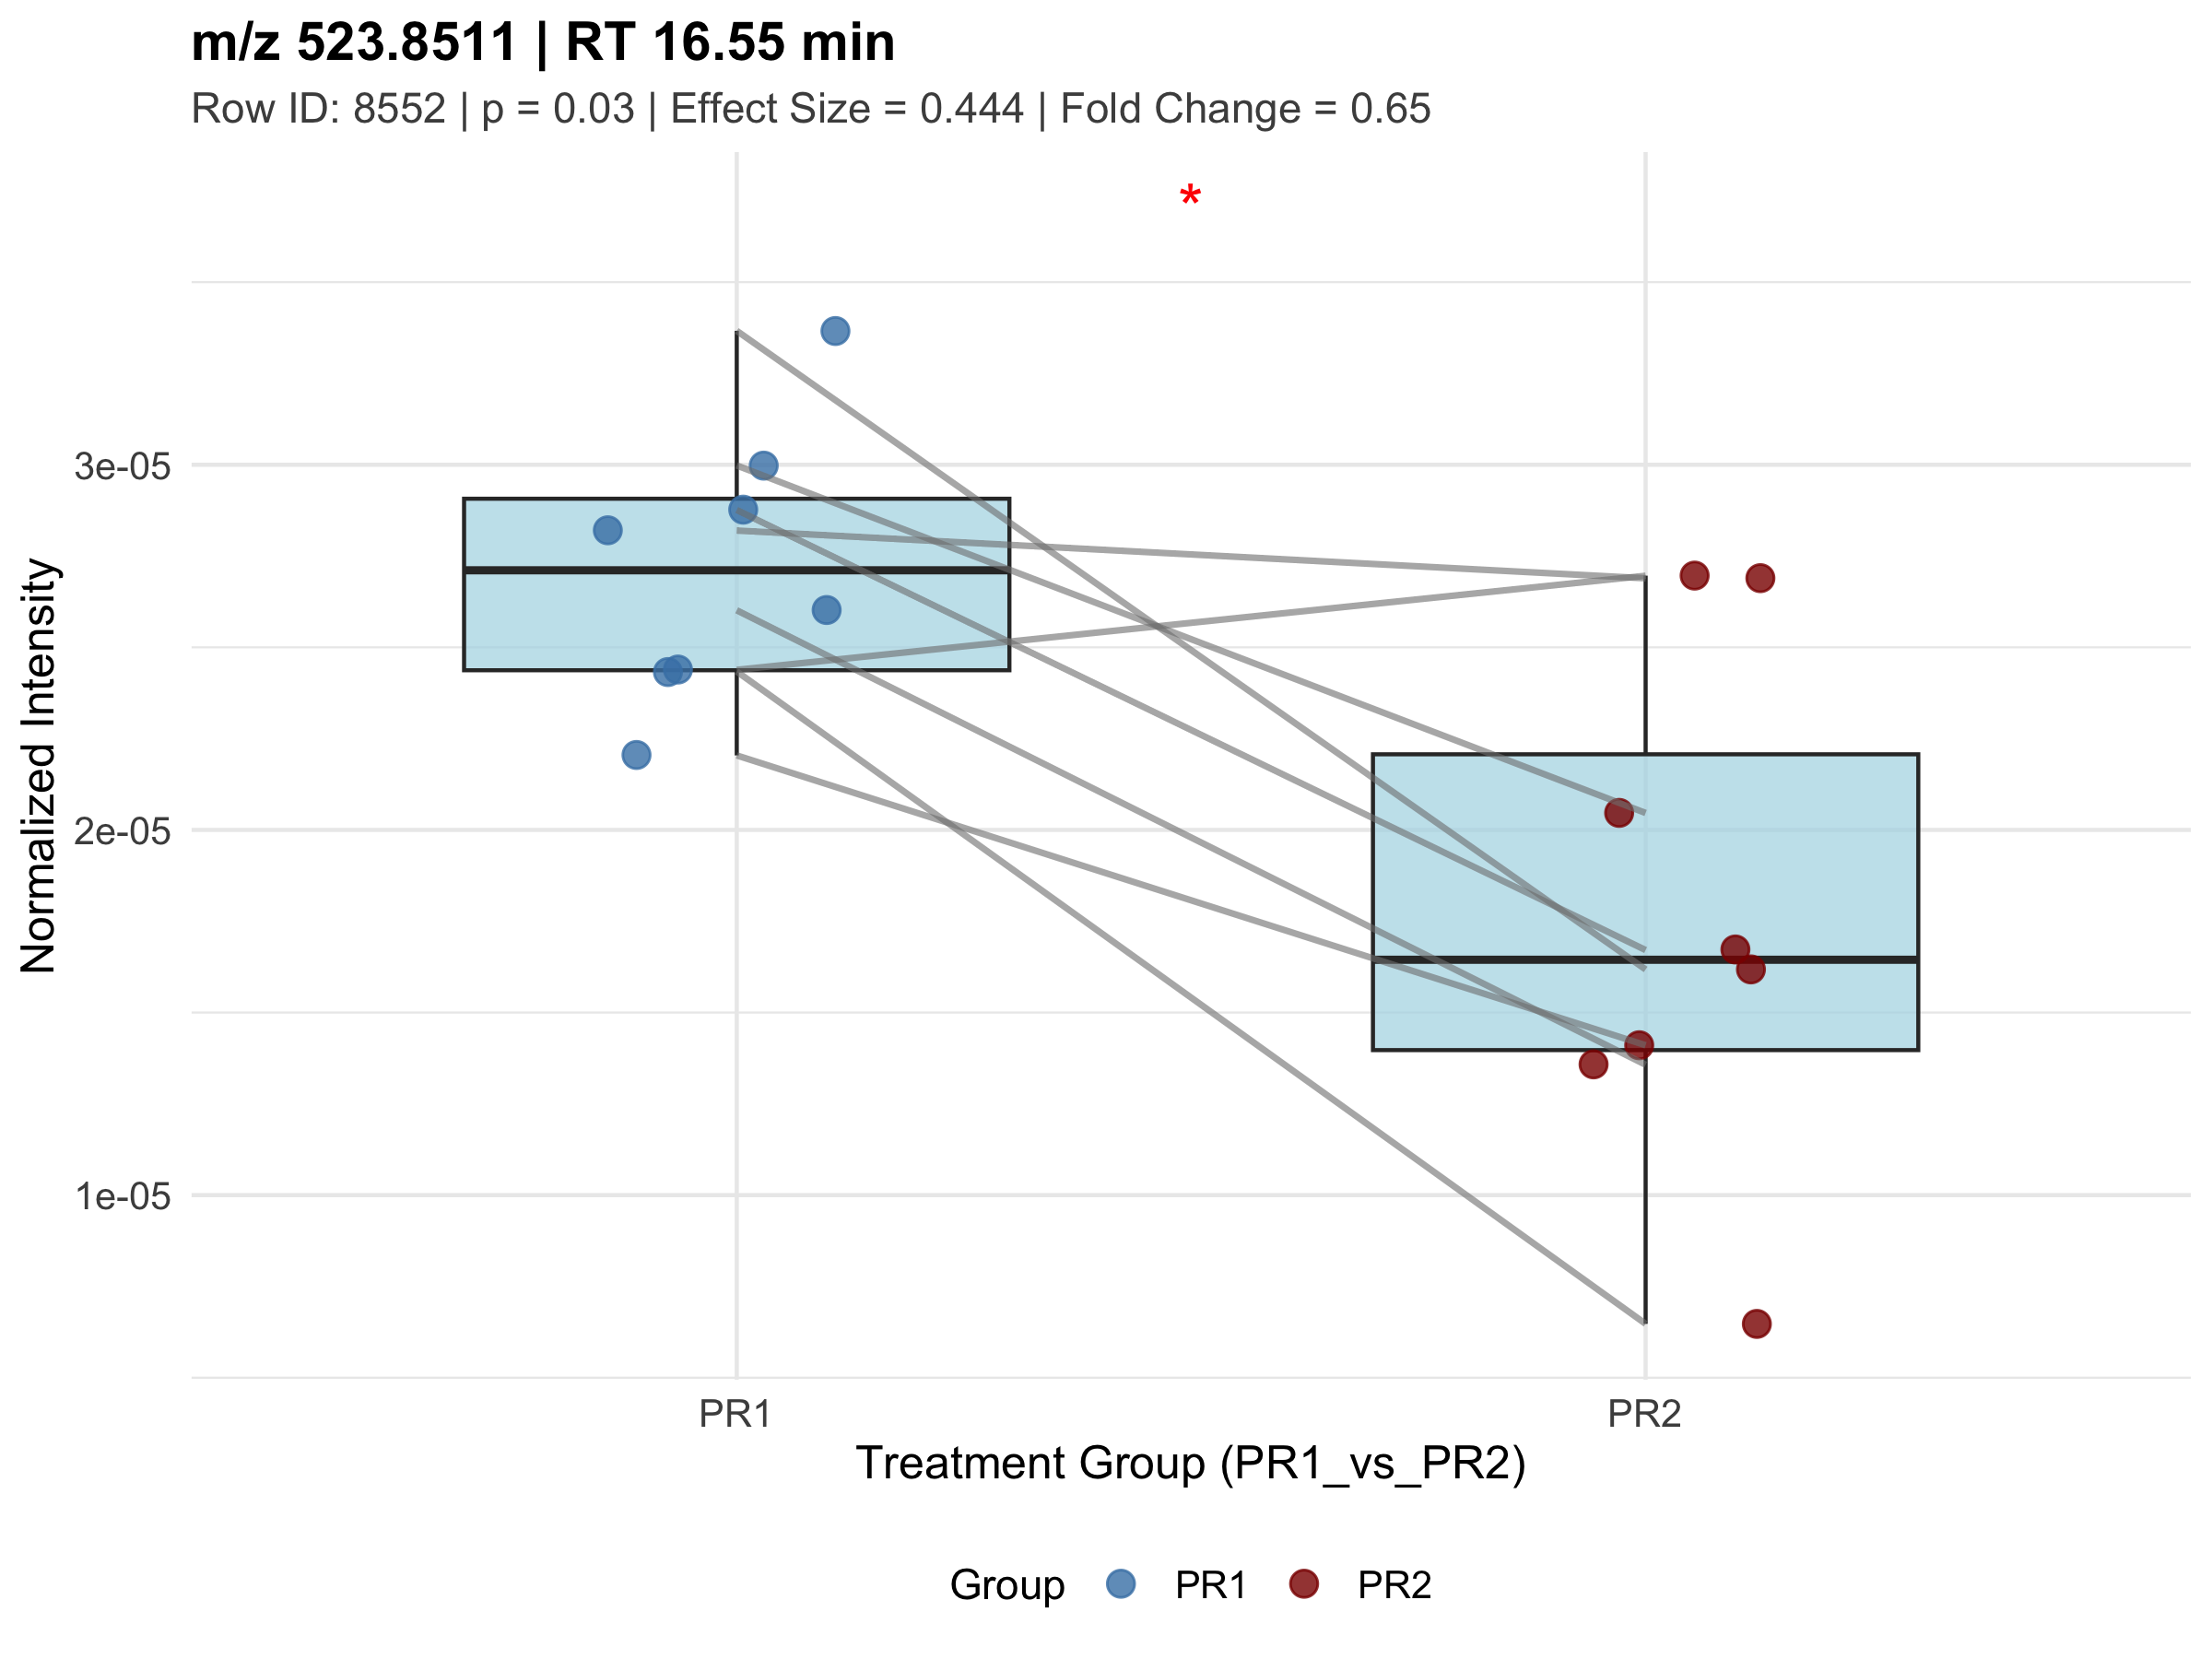 m/z 523.8511 | RT 16.55 min
Row ID: 8552 | p = 0.03 | Effect Size = 0.444 | Fold Change = 0.65
*
Normalized Intensity
3e-05
2e-05
1e-05
PR1
PR2
Treatment Group (PR1_vs_PR2)
Group PR1 PR2